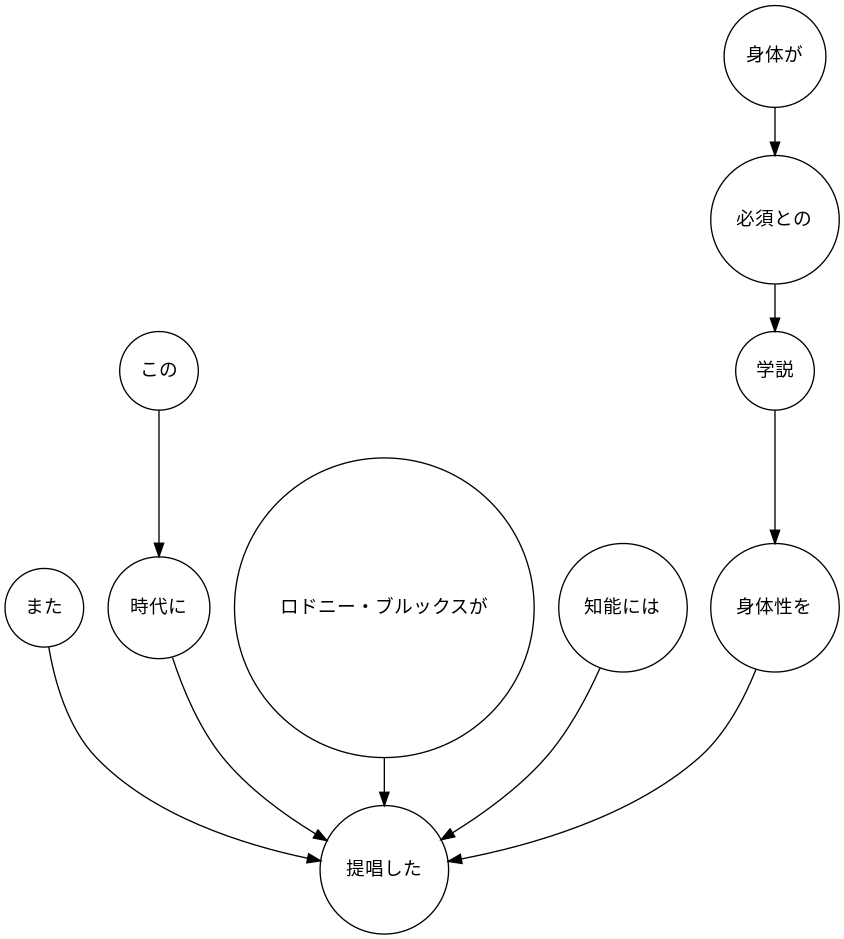 身体が
必須との
この
学説
また
時代に
ロドニー・ブルックスが
知能には
身体性を
提唱した